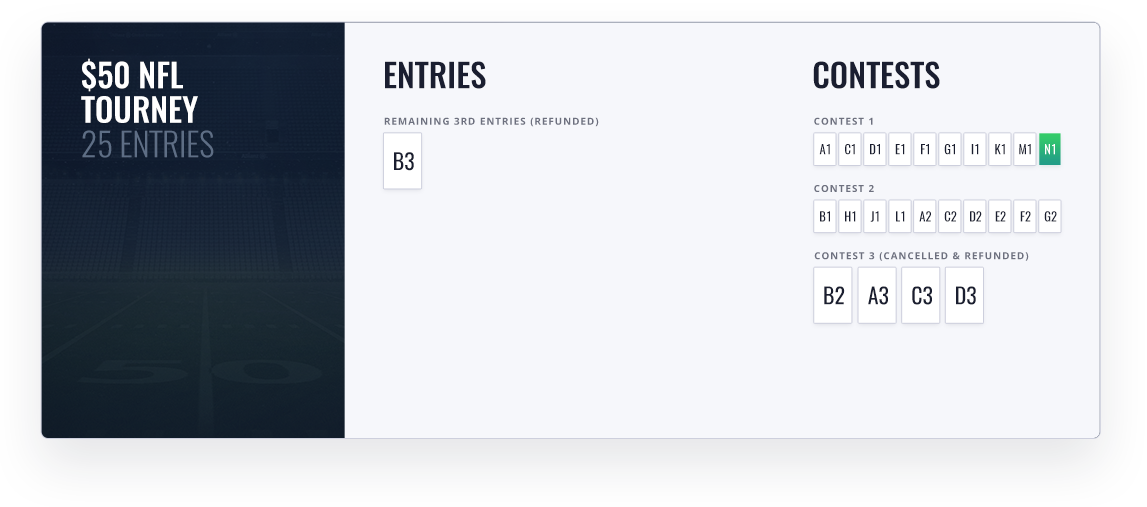 $50 NFL
TOURNEY
25 ENTRIES
ENTRIES
REMAINING 3RD ENTRIES (REFUNDED)
B3
CONTESTS
CONTEST 1
A1 C1 D1 E1 F1 G1 I1 K1 M1 N1
CONTEST 2
B1 H1 J1 L1 A2 C2 D2 E2 F2 G2
CONTEST 3 (CANCELLED & REFUNDED)
B2 A3 C3 D3
50